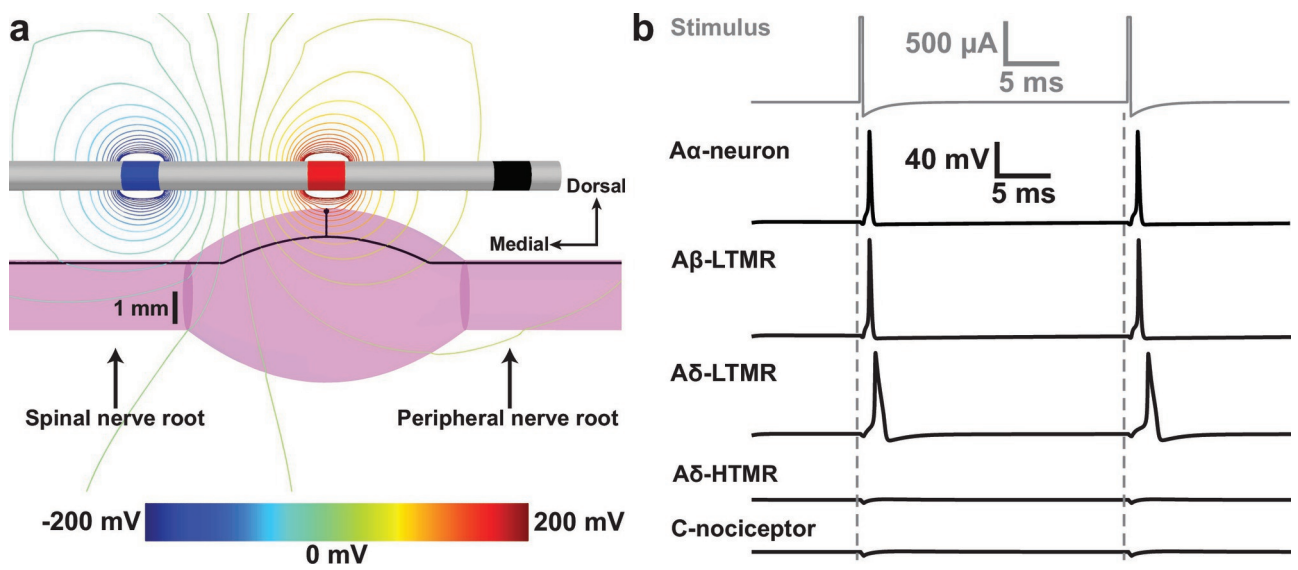 a
Dorsal
Medial
1 mm
Spinal nerve root
Peripheral nerve root
-200 mV
200 mV
0 mV
b
Stimulus
500 µA
5 ms
Aα-neuron
40 mV
5 ms
Aβ-LTMR
Aδ-LTMR
Aδ-HTMR
C-nociceptor